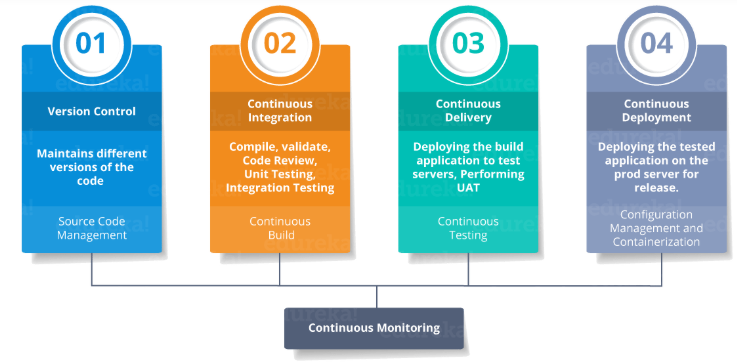 01
Version Control
Maintains different
versions of the
code
Source Code
Management
02
Continuous
Integration
Compile, validate,
Code Review,
Unit Testing,
Integration Testing
Continuous
Build
03
Continuous
Delivery
Deploying the build
application to test
servers, Performing
UAT
Continuous
Testing
04
Continuous
Deployment
Deploying the tested
application on the
prod server for
release.
Configuration
Management and
Containerization
Continuous Monitoring
edureka!